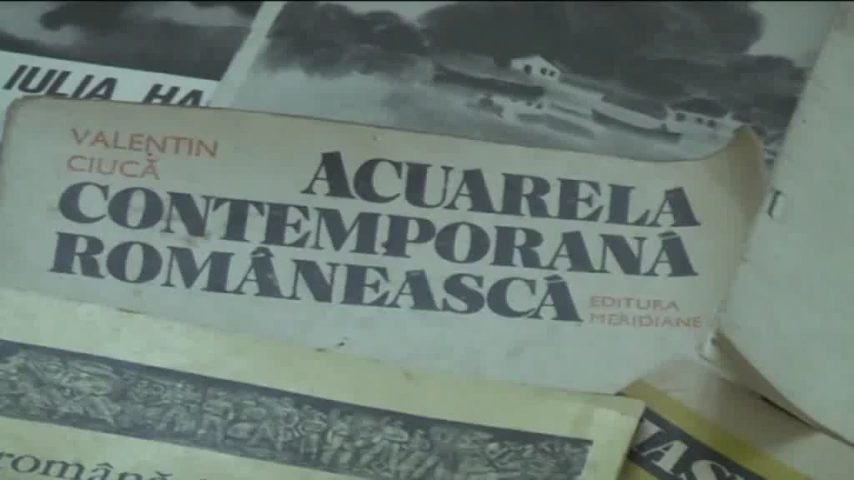 IULIA HA
VALENTIN
CIUCĂ
ACUARELA
CONTEMPORANĂ
ROMÂNEASCĂ
EDITURA
MERIDIANE
română